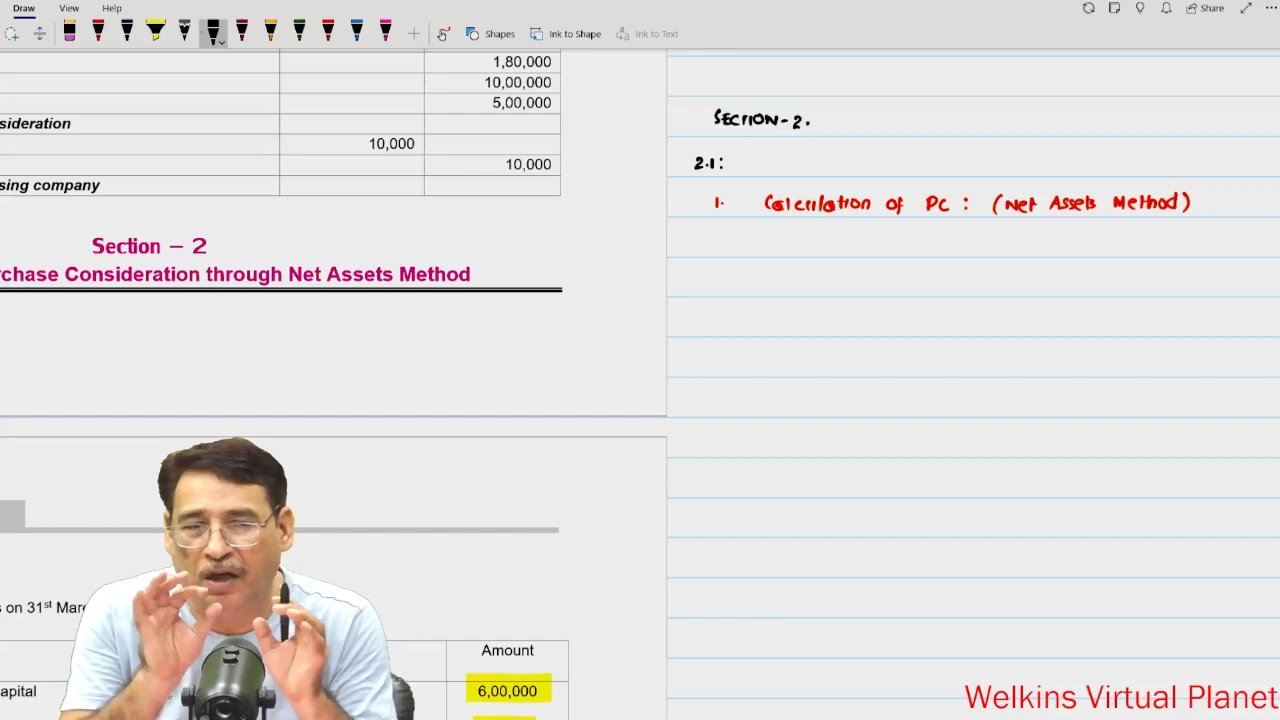 Draw View Help
Share
Shapes Ink to Shape Ink to Text
1,80,000
10,00,000
5,00,000
sideration
10,000
10,000
sing company
Section – 2
rchase Consideration through Net Assets Method
s on 31st Mar
Amount
apital 6,00,000
SECTION-2.
2.1:
1. Calculation of PC : (Net Assets Method)
Welkins Virtual Planet